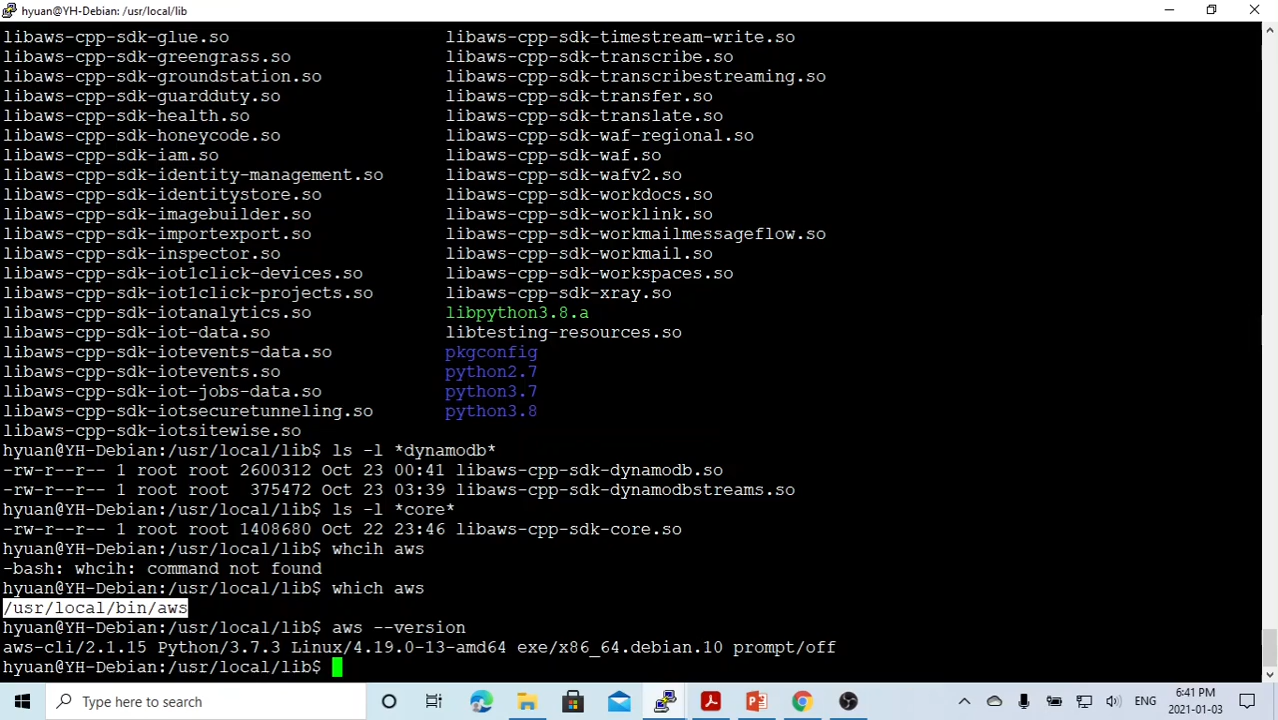 hyuan@YH-Debian: /usr/local/lib
libaws-cpp-sdk-glue.so libaws-cpp-sdk-timestream-write.so
libaws-cpp-sdk-greengrass.so libaws-cpp-sdk-transcribe.so
libaws-cpp-sdk-groundstation.so libaws-cpp-sdk-transcribestreaming.so
libaws-cpp-sdk-guardduty.so libaws-cpp-sdk-transfer.so
libaws-cpp-sdk-health.so libaws-cpp-sdk-translate.so
libaws-cpp-sdk-honeycode.so libaws-cpp-sdk-waf-regional.so
libaws-cpp-sdk-iam.so libaws-cpp-sdk-waf.so
libaws-cpp-sdk-identity-management.so libaws-cpp-sdk-wafv2.so
libaws-cpp-sdk-identitystore.so libaws-cpp-sdk-workdocs.so
libaws-cpp-sdk-imagebuilder.so libaws-cpp-sdk-worklink.so
libaws-cpp-sdk-importexport.so libaws-cpp-sdk-workmailmessageflow.so
libaws-cpp-sdk-inspector.so libaws-cpp-sdk-workmail.so
libaws-cpp-sdk-iot1click-devices.so libaws-cpp-sdk-workspaces.so
libaws-cpp-sdk-iot1click-projects.so libaws-cpp-sdk-xray.so
libaws-cpp-sdk-iotanalytics.so libpython3.8.a
libaws-cpp-sdk-iot-data.so libtesting-resources.so
libaws-cpp-sdk-iotevents-data.so pkgconfig
libaws-cpp-sdk-iotevents.so python2.7
libaws-cpp-sdk-iot-jobs-data.so python3.7
libaws-cpp-sdk-iotsecuretunneling.so python3.8
libaws-cpp-sdk-iotsitewise.so
hyuan@YH-Debian:/usr/local/lib$ ls -l *dynamodb*
-rw-r--r-- 1 root root 2600312 Oct 23 00:41 libaws-cpp-sdk-dynamodb.so
-rw-r--r-- 1 root root 375472 Oct 23 03:39 libaws-cpp-sdk-dynamodbstreams.so
hyuan@YH-Debian:/usr/local/lib$ ls -l *core*
-rw-r--r-- 1 root root 1408680 Oct 22 23:46 libaws-cpp-sdk-core.so
hyuan@YH-Debian:/usr/local/lib$ whcih aws
-bash: whcih: command not found
hyuan@YH-Debian:/usr/local/lib$ which aws
/usr/local/bin/aws
hyuan@YH-Debian:/usr/local/lib$ aws --version
aws-cli/2.1.15 Python/3.7.3 Linux/4.19.0-13-amd64 exe/x86_64.debian.10 prompt/off
hyuan@YH-Debian:/usr/local/lib$
Type here to search
ENG
6:41 PM
2021-01-03